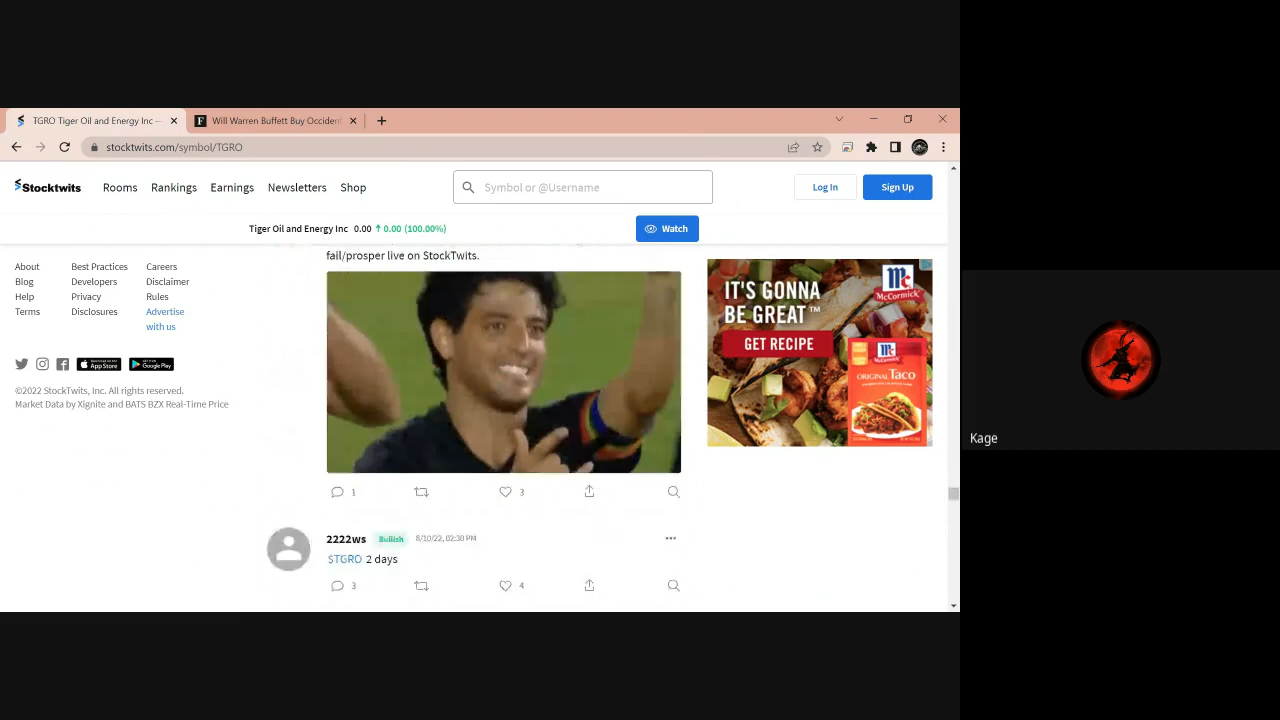 TGRO Tiger Oil and Energy Inc —
Will Warren Buffett Buy Occident
stocktwits.com/symbol/TGRO
Stocktwits
Rooms
Rankings
Earnings
Newsletters
Shop
Symbol or @Username
Log In
Sign Up
Tiger Oil and Energy Inc 0.00 ↑ 0.00 (100.00%)
Watch
fail/prosper live on StockTwits.
About Best Practices Careers
Blog Developers Disclaimer
Help Privacy Rules
Terms Disclosures Advertise
with us
App Store
Google Play
©2022 StockTwits, Inc. All rights reserved.
Market Data by Xignite and BATS BZX Real-Time Price
IT'S GONNA
BE GREAT™
GET RECIPE
McCormick
ORIGINAL Taco
1
3
2222ws Bullish 8/10/22, 02:30 PM
$TGRO 2 days
3
4
Kage